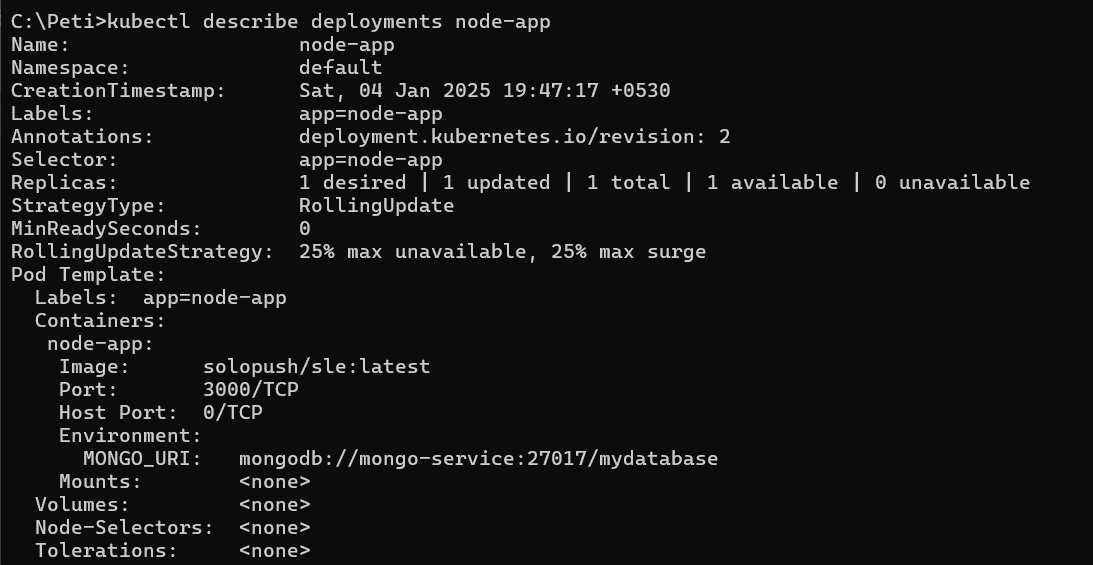 C:\Peti>kubectl describe deployments node-app
Name:                   node-app
Namespace:              default
CreationTimestamp:      Sat, 04 Jan 2025 19:47:17 +0530
Labels:                 app=node-app
Annotations:            deployment.kubernetes.io/revision: 2
Selector:               app=node-app
Replicas:               1 desired | 1 updated | 1 total | 1 available | 0 unavailable
StrategyType:           RollingUpdate
MinReadySeconds:        0
RollingUpdateStrategy:  25% max unavailable, 25% max surge
Pod Template:
  Labels:  app=node-app
  Containers:
   node-app:
    Image:      solopush/sle:latest
    Port:       3000/TCP
    Host Port:  0/TCP
    Environment:
      MONGO_URI:   mongodb://mongo-service:27017/mydatabase
    Mounts:        <none>
  Volumes:         <none>
  Node-Selectors:  <none>
  Tolerations:     <none>